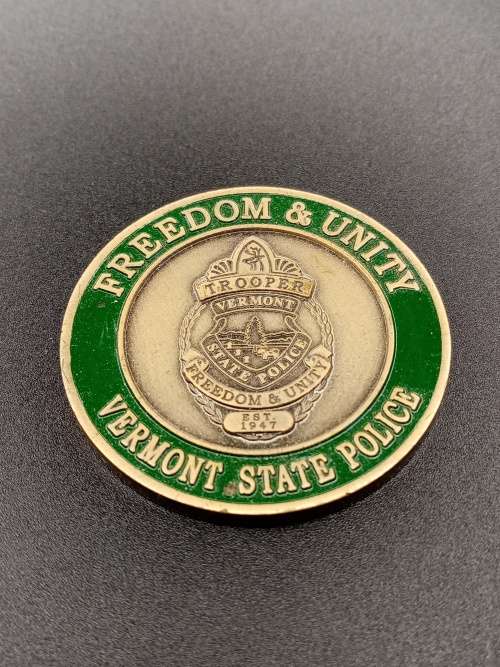 FREEDOM & UNITY
TROOPER
VERMONT
STATE POLICE
FREEDOM & UNITY
EST.
1947
VERMONT STATE POLICE